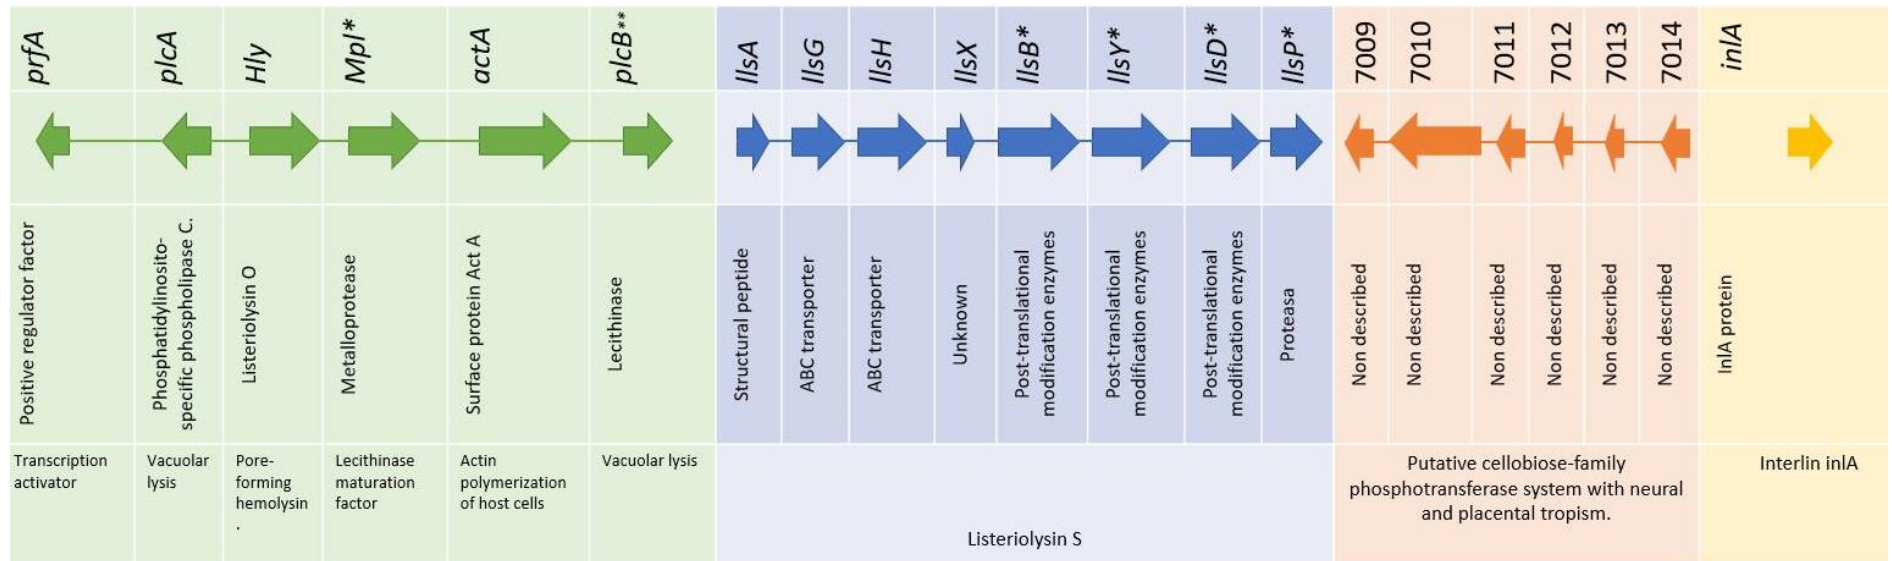 prfA
plcA
Hly
Mpl*
actA
plcB**
llsA
llsG
llsH
llsX
llsB*
llsY*
llsD*
llsP*
7009
7010
7011
7012
7013
7014
inlA
Positive regulator factor
Phosphatidylinosito-
specific phospholipase C.
Listeriolysin O
Metalloprotease
Surface protein Act A
Lecithinase
Structural peptide
ABC transporter
ABC transporter
Unknown
Post-translational
modification enzymes
Post-translational
modification enzymes
Post-translational
modification enzymes
Proteasa
Non described
Non described
Non described
Non described
Non described
Non described
InlA protein
Transcription
activator
Vacuolar
lysis
Pore-
forming
hemolysin
.
Lecithinase
maturation
factor
Actin
polymerization
of host cells
Vacuolar lysis
Listeriolysin S
Putative cellobiose-family
phosphotransferase system with neural
and placental tropism.
Interlin inlA